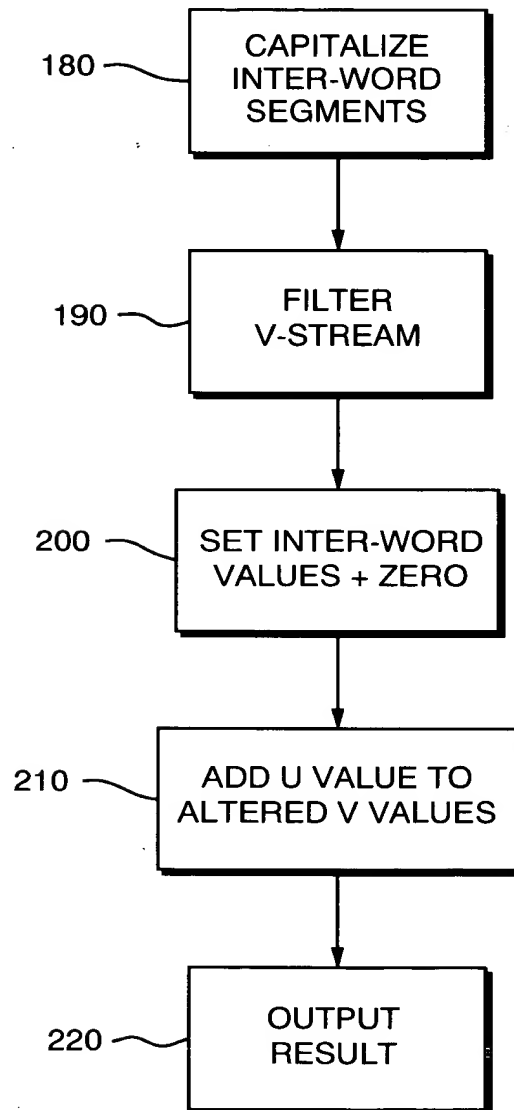 180
CAPITALIZE
INTER-WORD
SEGMENTS
190
FILTER
V-STREAM
200
SET INTER-WORD
VALUES + ZERO
210
ADD U VALUE TO
ALTERED V VALUES
220
OUTPUT
RESULT